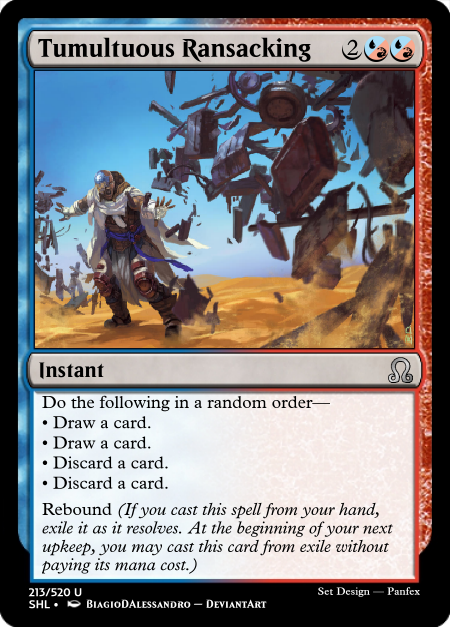 Tumultuous Ransacking 2
Instant
Do the following in a random order—
• Draw a card.
• Draw a card.
• Discard a card.
• Discard a card.
Rebound (If you cast this spell from your hand,
exile it as it resolves. At the beginning of your next
upkeep, you may cast this card from exile without
paying its mana cost.)
213/520 U
Set Design — Panfex
SHL • BiagioDAlessandro — DeviantArt